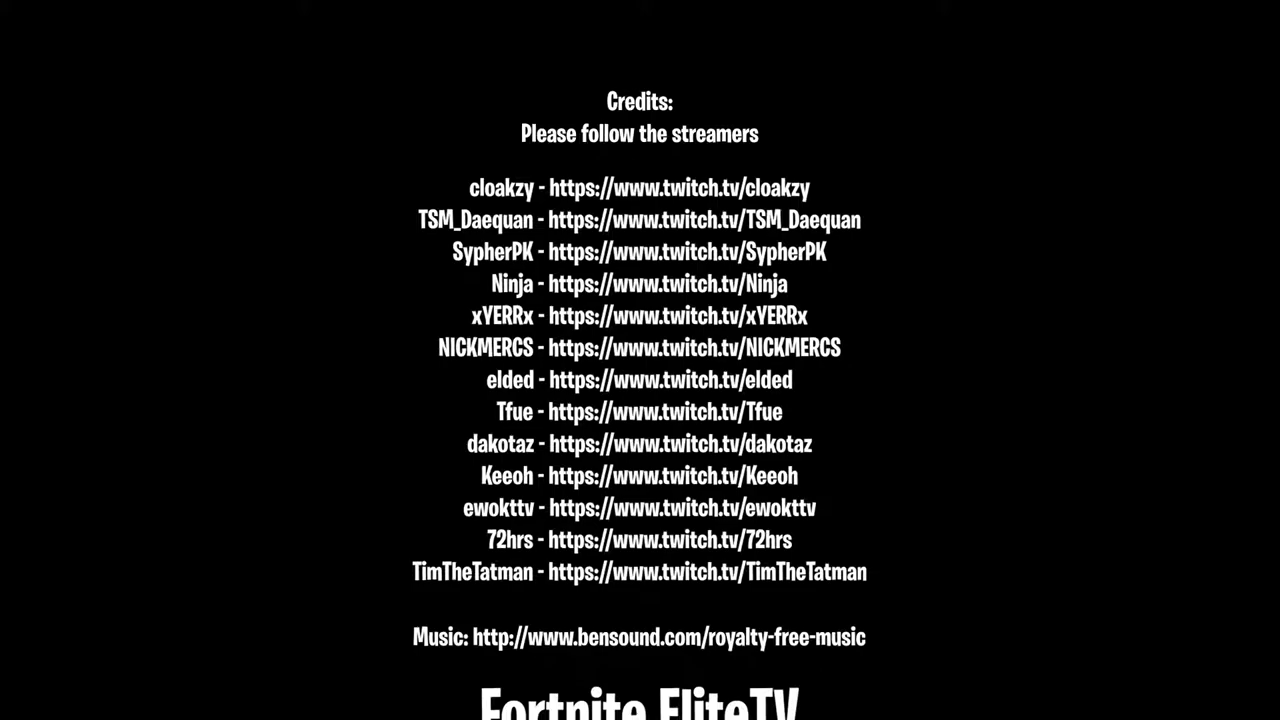 Credits:
Please follow the streamers
cloakzy - https://www.twitch.tv/cloakzy
TSM_Daequan - https://www.twitch.tv/TSM_Daequan
SypherPK - https://www.twitch.tv/SypherPK
Ninja - https://www.twitch.tv/Ninja
xYERRx - https://www.twitch.tv/xYERRx
NICKMERCS - https://www.twitch.tv/NICKMERCS
elded - https://www.twitch.tv/elded
Tfue - https://www.twitch.tv/Tfue
dakotaz - https://www.twitch.tv/dakotaz
Keeoh - https://www.twitch.tv/Keeoh
ewokttv - https://www.twitch.tv/ewokttv
72hrs - https://www.twitch.tv/72hrs
TimTheTatman - https://www.twitch.tv/TimTheTatman
Music: http://www.bensound.com/royalty-free-music
Fortnite EliteTV